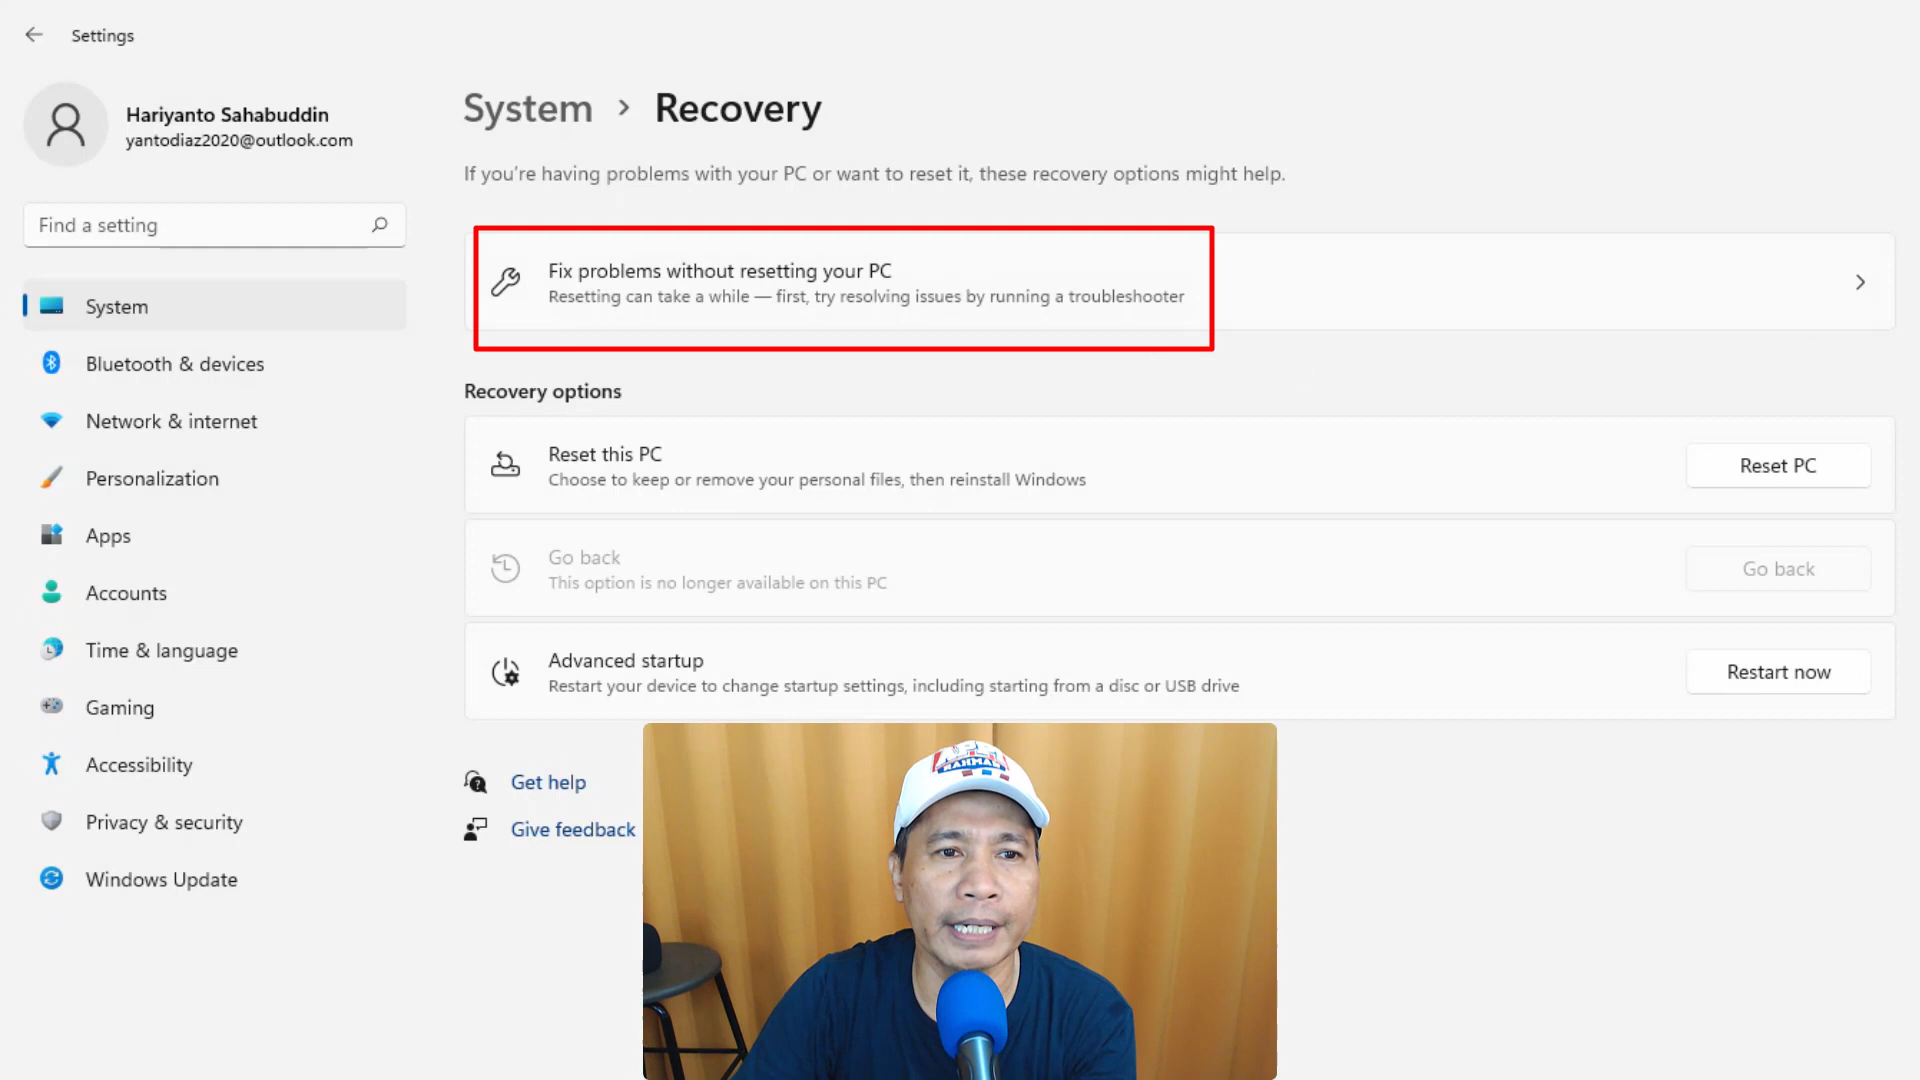 Settings
Hariyanto Sahabuddin
yantodiaz2020@outlook.com
Find a setting
System
Bluetooth & devices
Network & internet
Personalization
Apps
Accounts
Time & language
Gaming
Accessibility
Privacy & security
Windows Update
System > Recovery
If you're having problems with your PC or want to reset it, these recovery options might help.
Fix problems without resetting your PC
Resetting can take a while — first, try resolving issues by running a troubleshooter
Recovery options
Reset this PC
Choose to keep or remove your personal files, then reinstall Windows
Reset PC
Go back
This option is no longer available on this PC
Go back
Advanced startup
Restart your device to change startup settings, including starting from a disc or USB drive
Restart now
Get help
Give feedback
RAHMAN